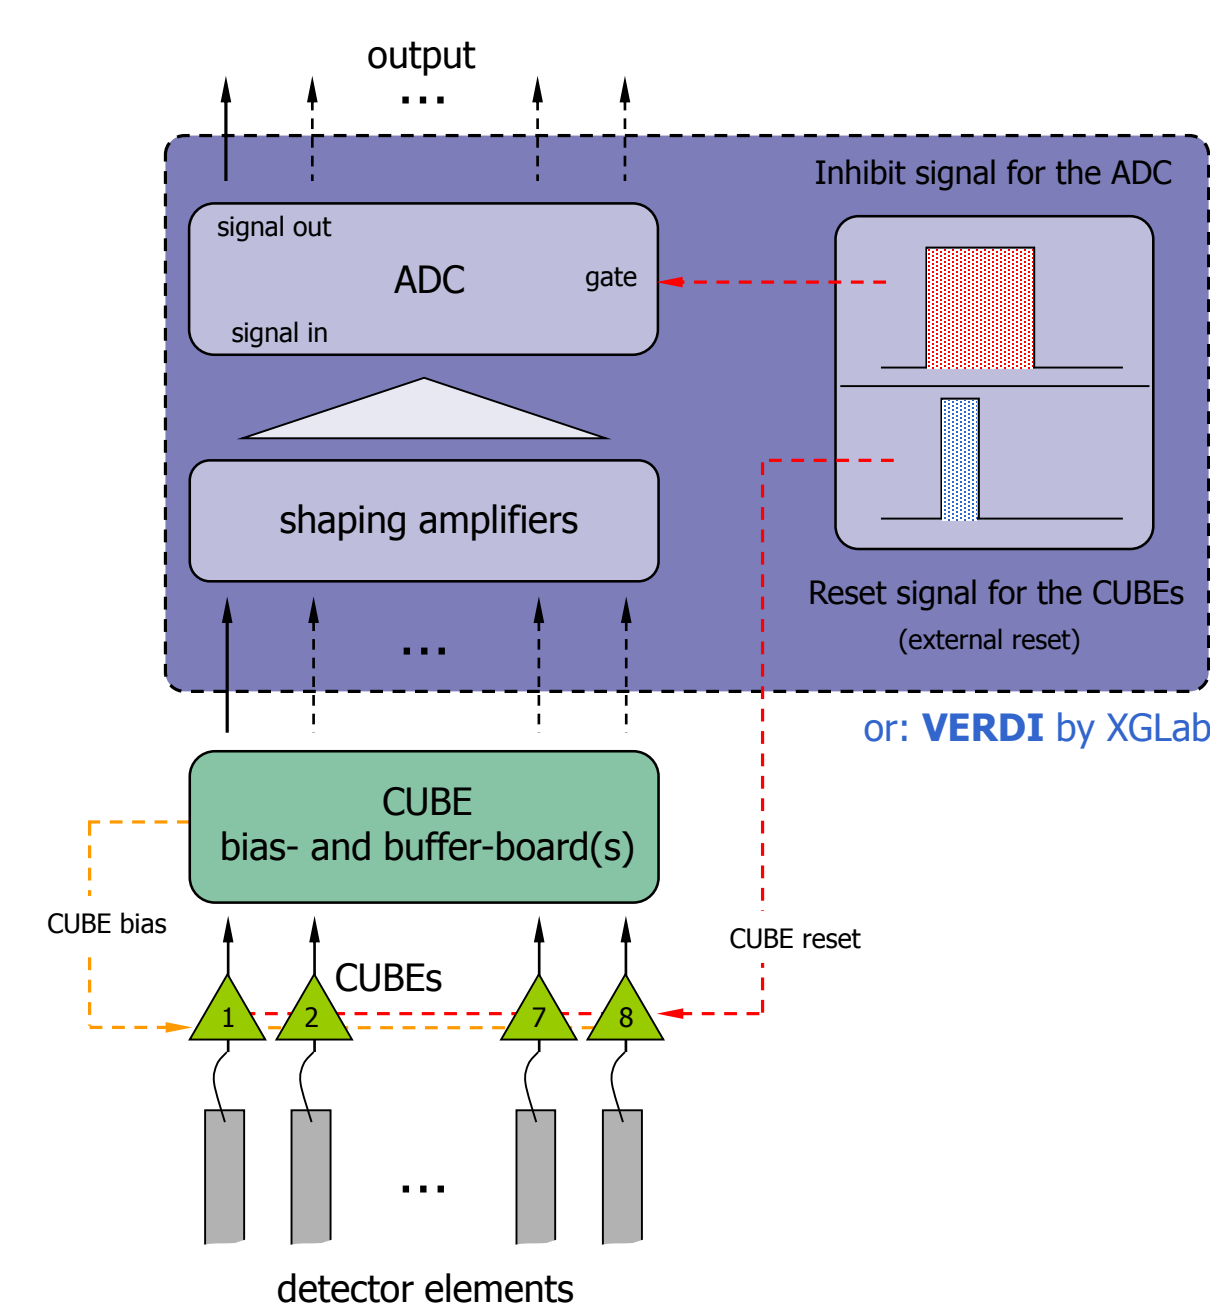 output
...
Inhibit signal for the ADC
signal out
ADC
gate
signal in
shaping amplifiers
Reset signal for the CUBEs
(external reset)
...
or: VERDI by XGLab
CUBE
bias- and buffer-board(s)
CUBE bias
CUBE reset
CUBEs
1 2 7 8
...
detector elements